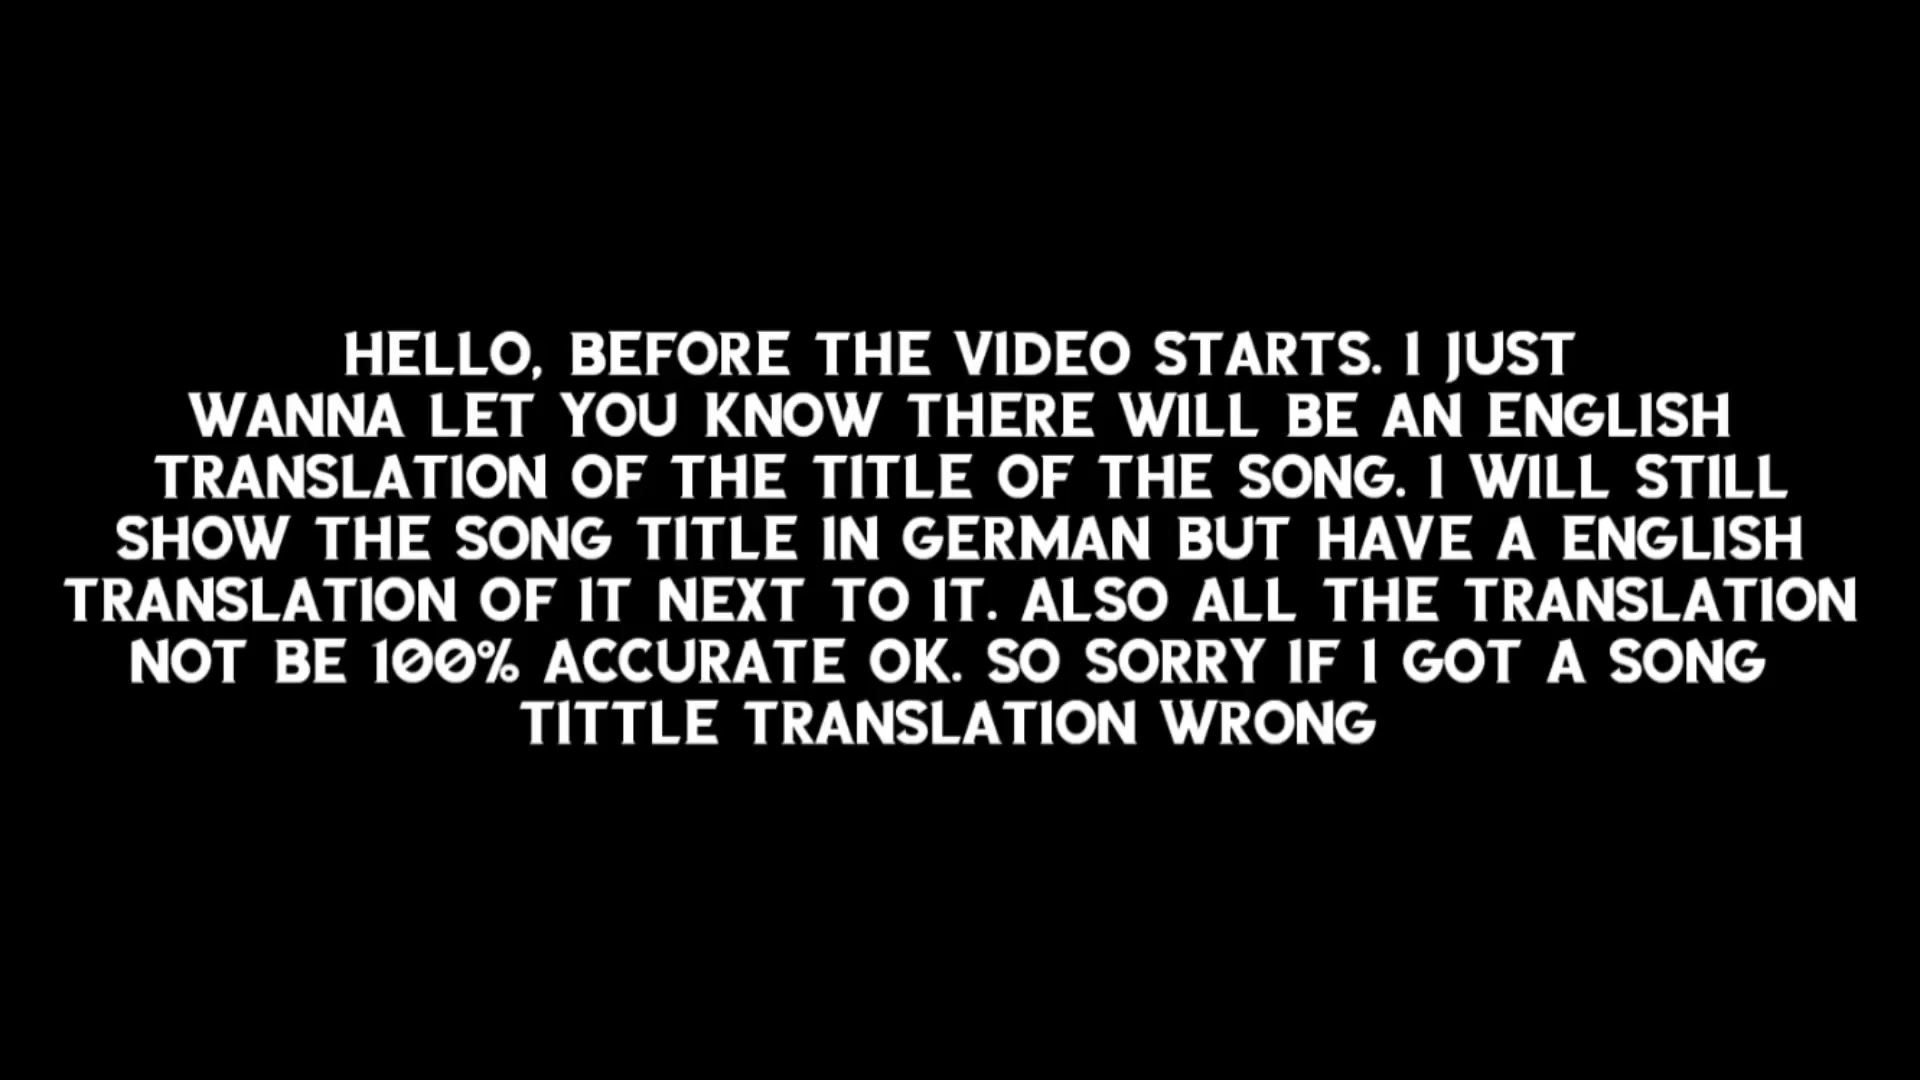 HELLO, BEFORE THE VIDEO STARTS. I JUST
WANNA LET YOU KNOW THERE WILL BE AN ENGLISH
TRANSLATION OF THE TITLE OF THE SONG. I WILL STILL
SHOW THE SONG TITLE IN GERMAN BUT HAVE A ENGLISH
TRANSLATION OF IT NEXT TO IT. ALSO ALL THE TRANSLATION
NOT BE 100% ACCURATE OK. SO SORRY IF I GOT A SONG
TITTLE TRANSLATION WRONG